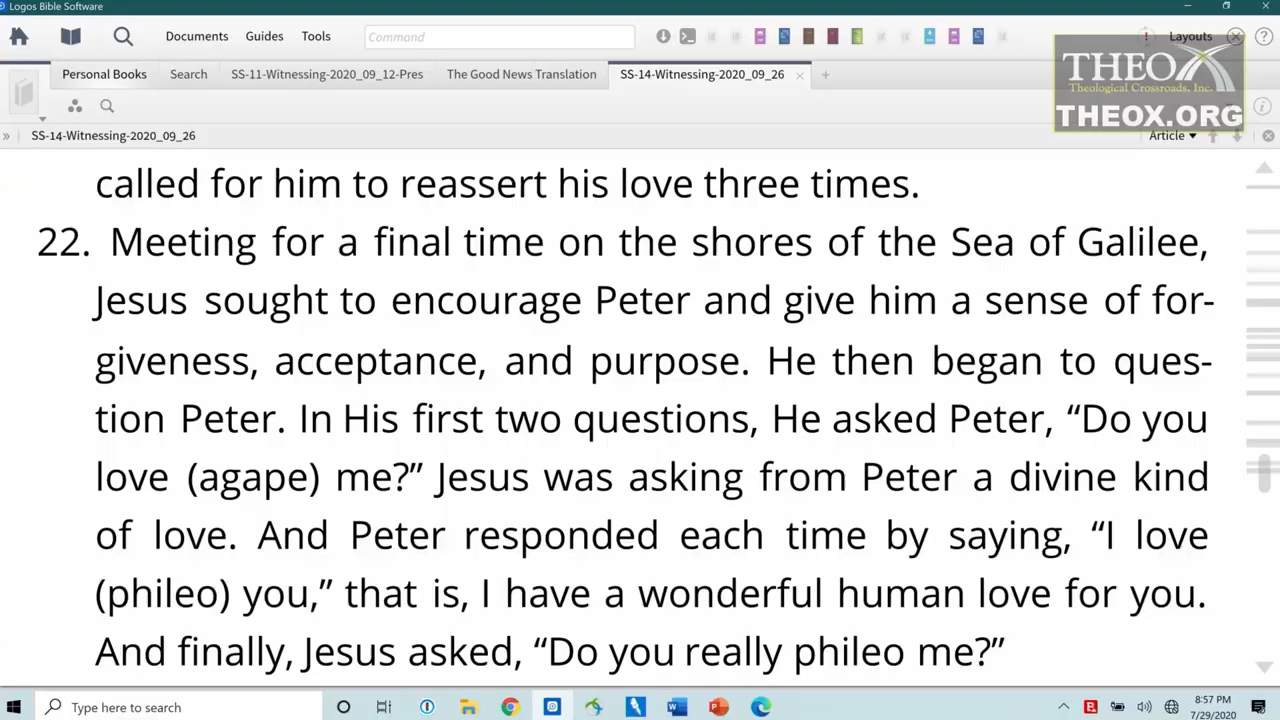 Logos Bible Software
Documents Guides Tools Command Layouts
THEOX
Theological Crossroads, Inc.
THEOX.ORG
Personal Books Search SS-11-Witnessing-2020_09_12-Pres The Good News Translation SS-14-Witnessing-2020_09_26
SS-14-Witnessing-2020_09_26 Article
called for him to reassert his love three times.
22. Meeting for a final time on the shores of the Sea of Galilee,
Jesus sought to encourage Peter and give him a sense of for-
giveness, acceptance, and purpose. He then began to ques-
tion Peter. In His first two questions, He asked Peter, “Do you
love (agape) me?” Jesus was asking from Peter a divine kind
of love. And Peter responded each time by saying, “I love
(phileo) you,” that is, I have a wonderful human love for you.
And finally, Jesus asked, “Do you really phileo me?”
Type here to search
8:57 PM
7/29/2020